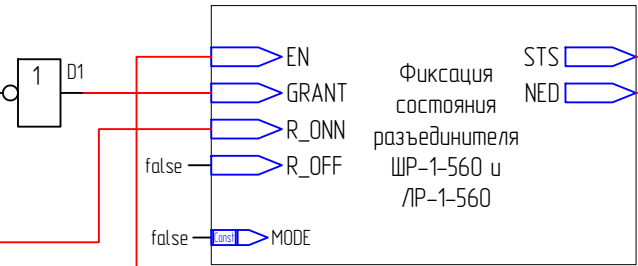 1
D1
EN
GRANT
R_ONN
false
R_OFF
false
Const
MODE
Фиксация
состояния
разъединителя
ШР-1-560 и
ЛР-1-560
STS
NED